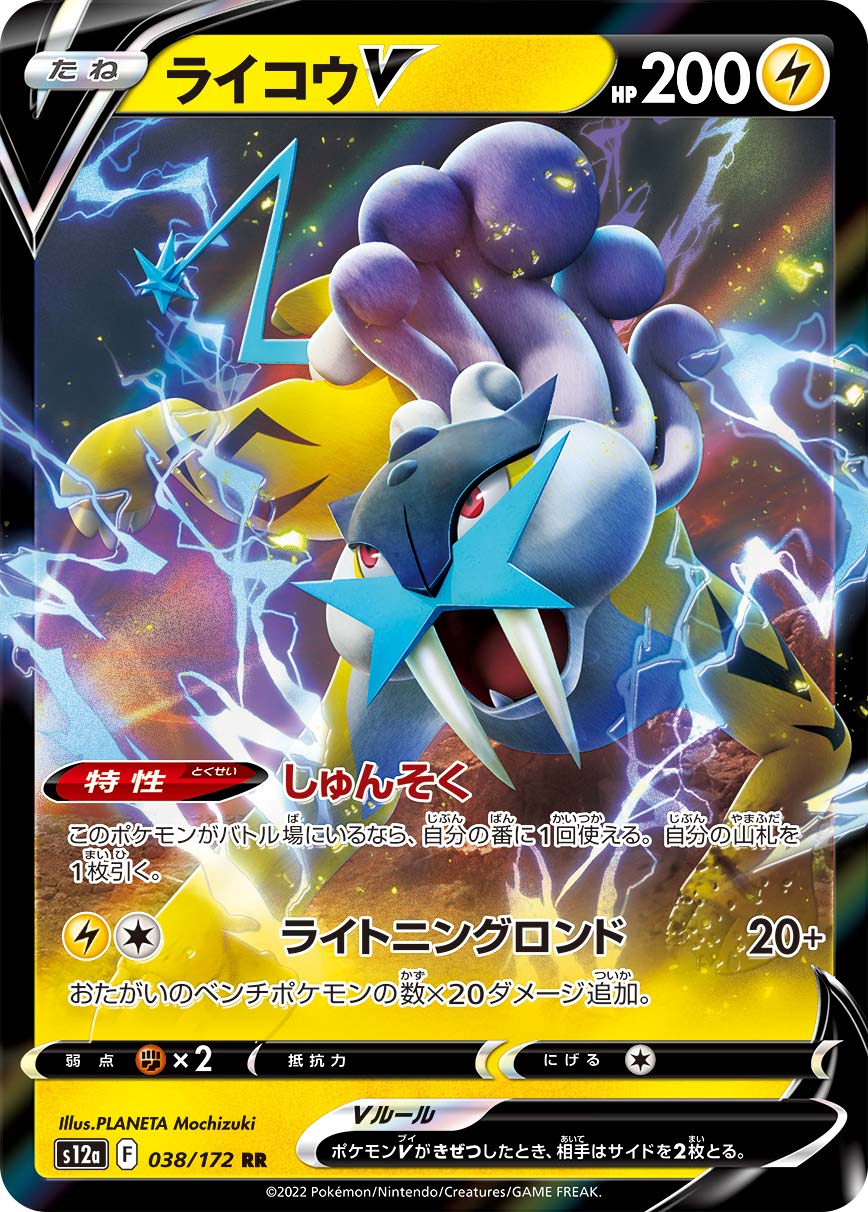 たね ライコウV HP 200
特性 とくせい しゅんそく
このポケモンがバトル場にいるなら、自分の番に1回使える。自分の山札を
1枚引く。
ライトニングロンド 20+
おたがいのベンチポケモンの数×20ダメージ追加。
弱点 ×2 抵抗力 にげる
Illus.PLANETA Mochizuki
Vルール
ポケモンVがきぜつしたとき、相手はサイドを2枚とる。
s12a F 038/172 RR
©2022 Pokémon/Nintendo/Creatures/GAME FREAK.